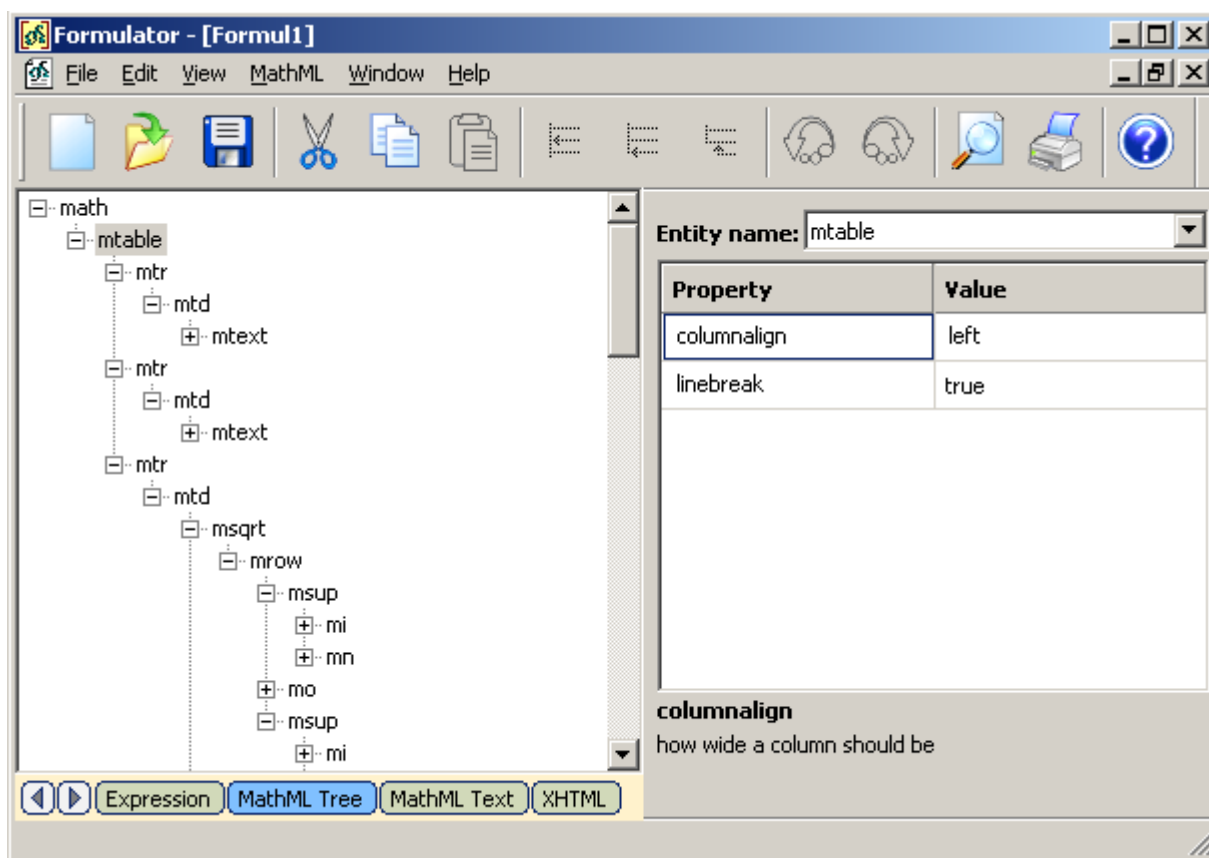 Formulator - [Formul1]
File Edit View MathML Window Help
math
mtable
mtr
mtd
mtext
mtr
mtd
mtext
mtr
mtd
msqrt
mrow
msup
mi
mn
mo
msup
mi
Entity name: mtable
Property Value
columnalign left
linebreak true
columnalign
how wide a column should be
Expression MathML Tree MathML Text XHTML